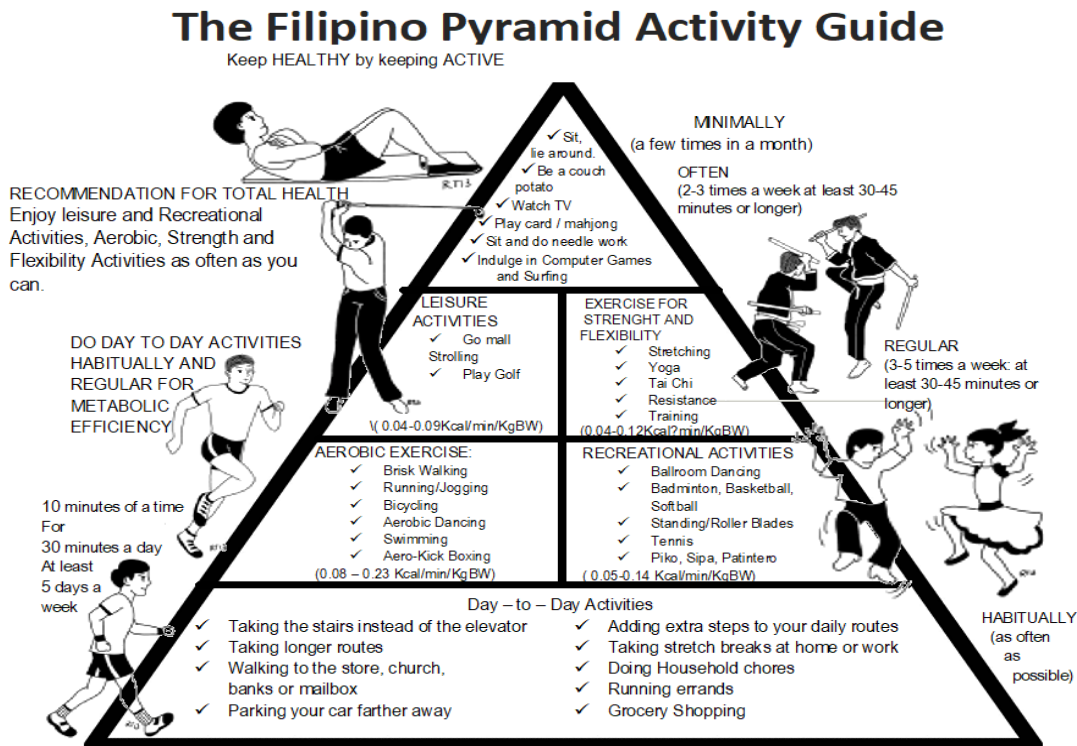 The Filipino Pyramid Activity Guide
Keep HEALTHY by keeping ACTIVE
MINIMALLY
(a few times in a month)
OFTEN
(2-3 times a week at least 30-45
minutes or longer)
REGULAR
(3-5 times a week: at
least 30-45 minutes or
longer)
HABITUALLY
(as often
as
possible)
RECOMMENDATION FOR TOTAL HEALTH
Enjoy leisure and Recreational
Activities, Aerobic, Strength and
Flexibility Activities as often as you
can.
DO DAY TO DAY ACTIVITIES
HABITUALLY AND
REGULAR FOR
METABOLIC
EFFICIENCY
10 minutes of a time
For
30 minutes a day
At least
5 days a
week
✓ Sit,
lie around.
✓ Be a couch
potato
✓ Watch TV
✓ Play card / mahjong
✓ Sit and do needle work
✓ Indulge in Computer Games
and Surfing
LEISURE
ACTIVITIES
✓ Go mall
Strolling
✓ Play Golf
\( 0.04-0.09Kcal/min/KgBW)
EXERCISE FOR
STRENGHT AND
FLEXIBILITY
✓ Stretching
✓ Yoga
✓ Tai Chi
✓ Resistance
✓ Training
(0.04-0.12Kcal?min/KgBW)
AEROBIC EXERCISE:
✓ Brisk Walking
✓ Running/Jogging
✓ Bicycling
✓ Aerobic Dancing
✓ Swimming
✓ Aero-Kick Boxing
(0.08 – 0.23 Kcal/min/KgBW)
RECREATIONAL ACTIVITIES
✓ Ballroom Dancing
✓ Badminton, Basketball,
Softball
✓ Standing/Roller Blades
✓ Tennis
✓ Piko, Sipa, Patintero
( 0.05-0.14 Kcal/min/KgBW)
Day – to – Day Activities
✓ Taking the stairs instead of the elevator
✓ Taking longer routes
✓ Walking to the store, church,
banks or mailbox
✓ Parking your car farther away
✓ Adding extra steps to your daily routes
✓ Taking stretch breaks at home or work
✓ Doing Household chores
✓ Running errands
✓ Grocery Shopping